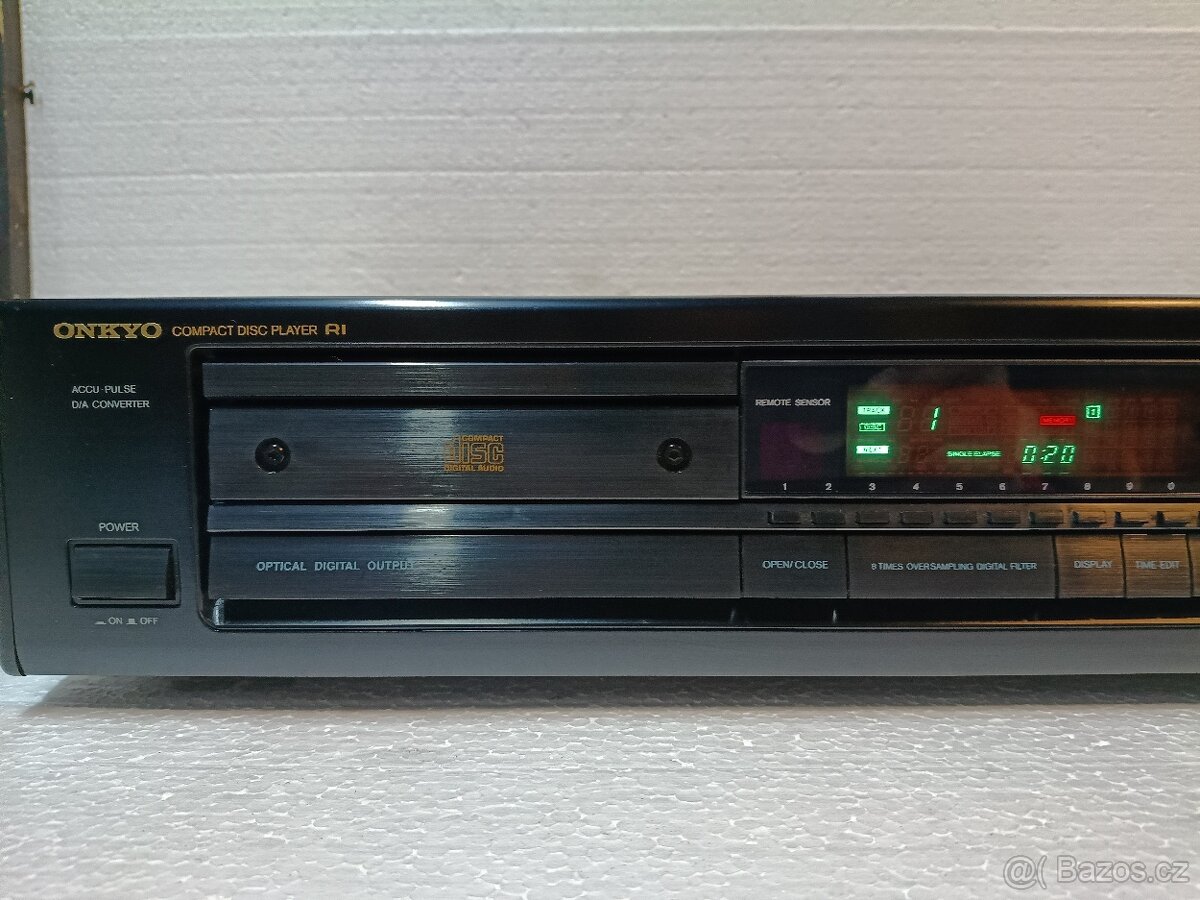 ONKYO COMPACT DISC PLAYER RI
ACCU·PULSE
D/A CONVERTER
REMOTE SENSOR
TRACK 1 MEMORY
DISC
NEXT SINGLE ELAPSE 0:20
COMPACT
DISC
DIGITAL AUDIO
1 2 3 4 5 6 7 8 9 0
POWER
ON OFF
OPTICAL DIGITAL OUTPUT
OPEN/CLOSE
8 TIMES OVERSAMPLING DIGITAL FILTER
DISPLAY
TIME EDIT
@( Bazos.cz